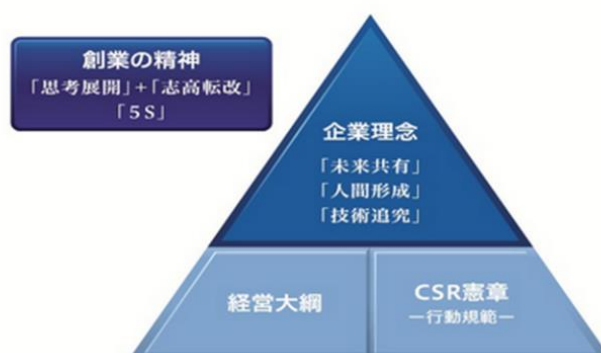 創業の精神
「思考展開」+「志高転改」
「5S」
企業理念
「未来共有」
「人間形成」
「技術追究」
経営大綱
CSR憲章
―行動規範―